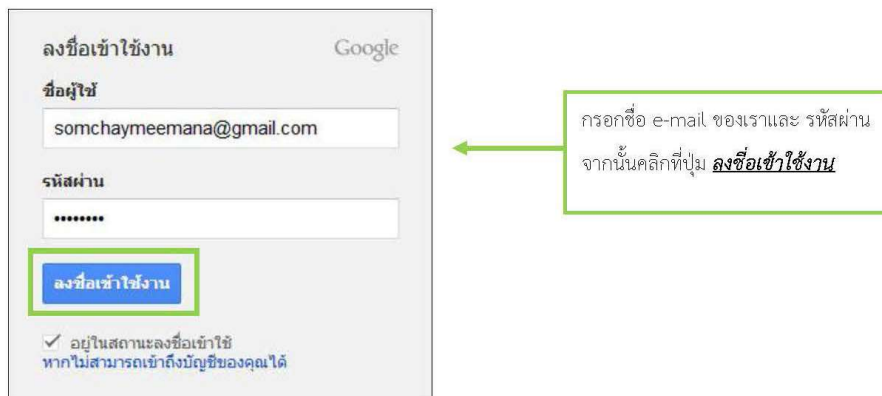 ลงชื่อเข้าใช้งาน Google
ชื่อผู้ใช้
somchaymeemana@gmail.com
รหัสผ่าน
••••••••
ลงชื่อเข้าใช้งาน
อยู่ในสถานะลงชื่อเข้าใช้
หากไม่สามารถเข้าถึงบัญชีของคุณได้
กรอกชื่อ e-mail ของเราและ รหัสผ่าน
จากนั้นคลิกที่ปุ่ม ลงชื่อเข้าใช้งาน